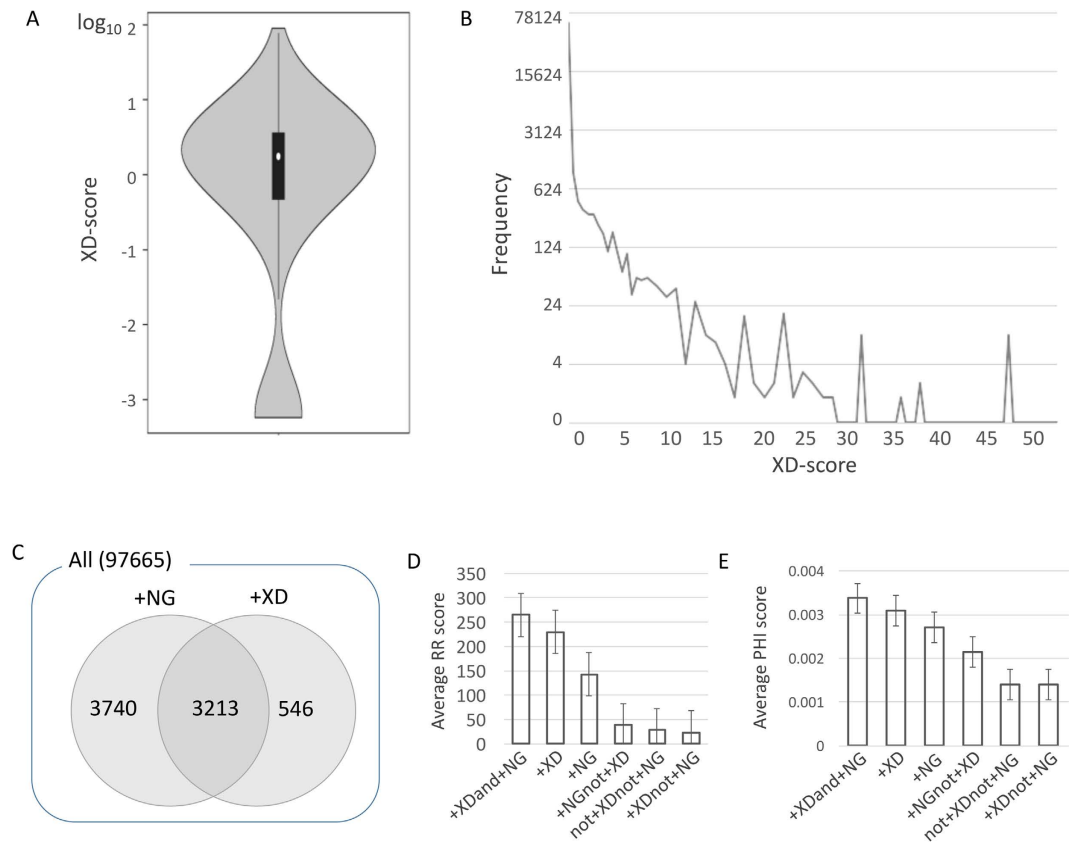 A
log10 2
1
0
-1
-2
-3
XD-score
B
78124
15624
3124
624
124
24
4
0
Frequency
0 5 10 15 20 25 30 35 40 45 50
XD-score
C
All (97665)
+NG +XD
3740 3213 546
D
350
300
250
200
150
100
50
0
Average RR score
+XDand+NG
+XD
+NG
+NGnot+XD
not+XDnot+NG
+XDnot+NG
E
0.004
0.003
0.002
0.001
0
Average PHI score
+XDand+NG
+XD
+NG
+NGnot+XD
not+XDnot+NG
+XDnot+NG